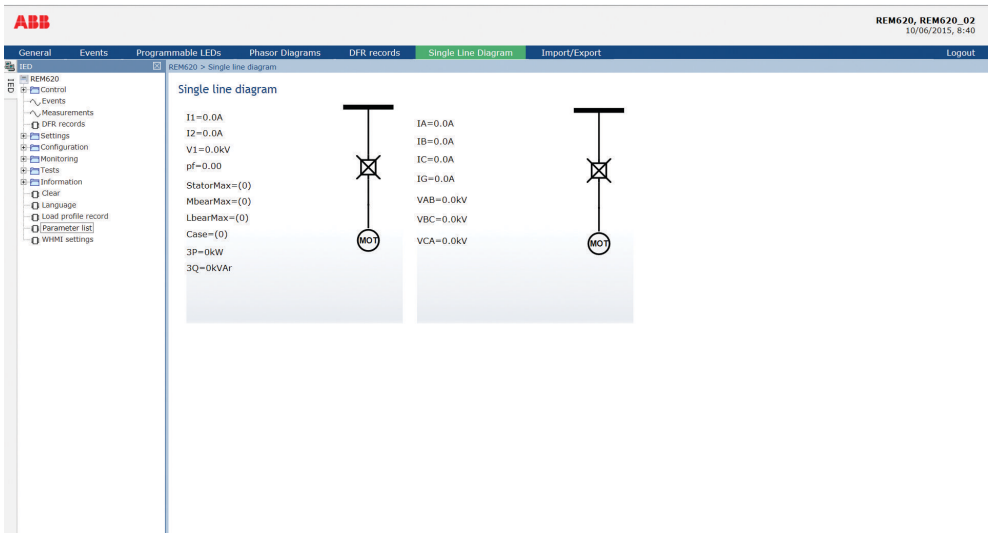 ABB
REM620, REM620_02
10/06/2015, 8:40
General Events Programmable LEDs Phasor Diagrams DFR records Single Line Diagram Import/Export Logout
IED
IED
REM620 > Single line diagram
REM620
Control
Events
Measurements
DFR records
Settings
Configuration
Monitoring
Tests
Information
Clear
Language
Load profile record
Parameter list
WHMI settings
Single line diagram
I1=0.0A
I2=0.0A
V1=0.0kV
pf=0.00
StatorMax=(0)
MbearMax=(0)
LbearMax=(0)
Case=(0)
3P=0kW
3Q=0kVAr
MOT
IA=0.0A
IB=0.0A
IC=0.0A
IG=0.0A
VAB=0.0kV
VBC=0.0kV
VCA=0.0kV
MOT